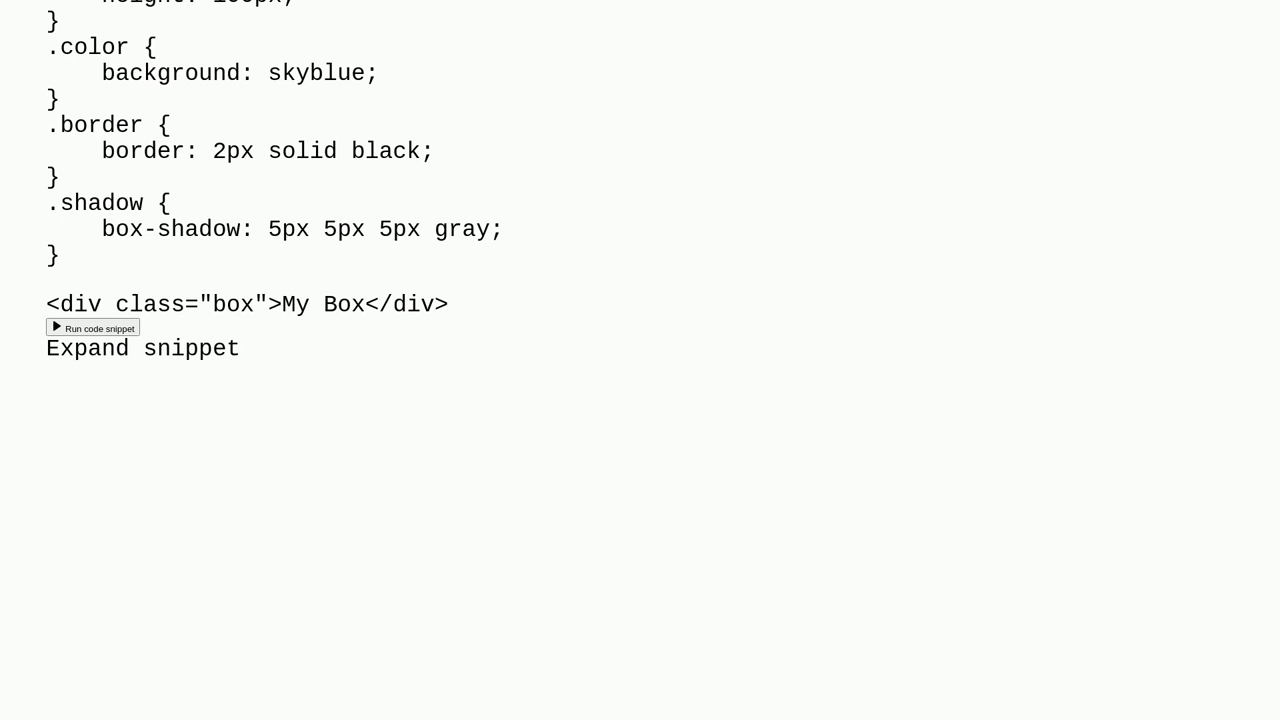 }
.color {
    background: skyblue;
}
.border {
    border: 2px solid black;
}
.shadow {
    box-shadow: 5px 5px 5px gray;
}
<div class="box">My Box</div>
Run code snippet
Expand snippet